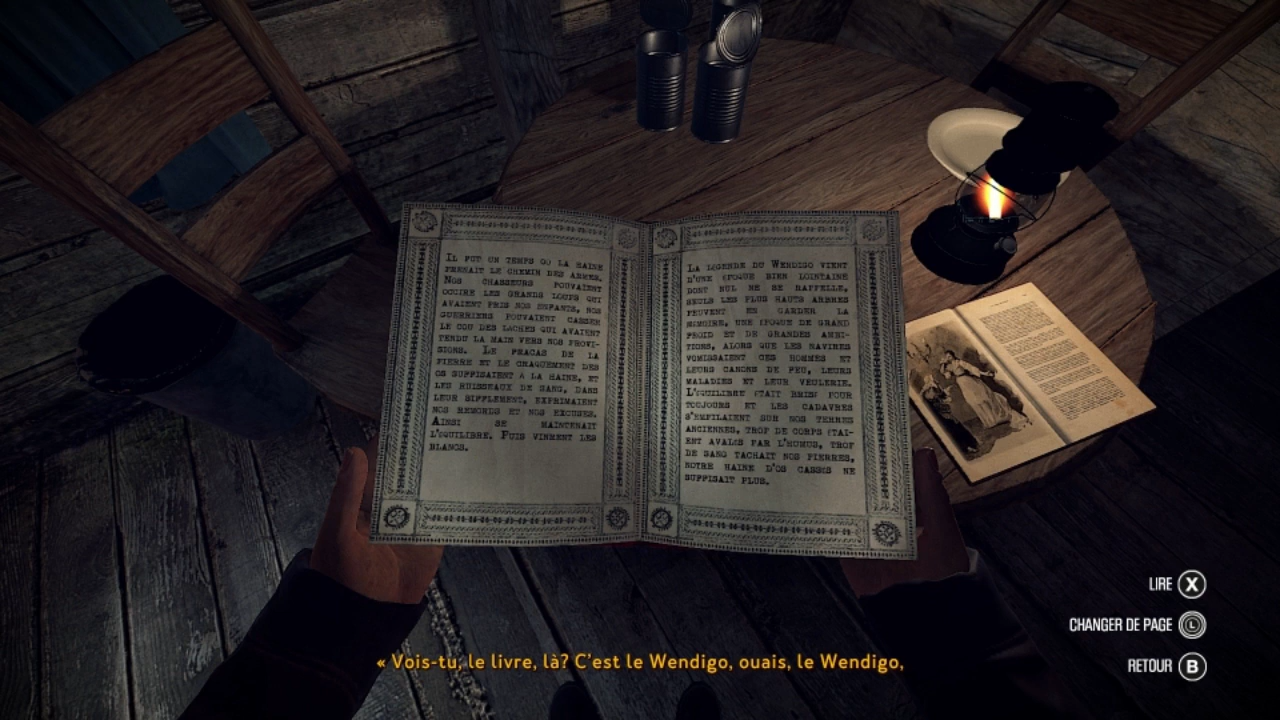 IL FUT UN TEMPS OÙ LA HAINE
PRENAIT LE CHEMIN DES ARMES.
NOS CHASSEURS POUVAIENT
OCCIRE LES GRANDS LOUPS QUI
AVAIENT PRIS NOS ENFANTS, NOS
GUERRIERS POUVAIENT CASSER
LE COU DES LÂCHES QUI AVAIENT
TENDU LA MAIN VERS NOS PROVI-
SIONS. LE FRACAS DE LA
PIERRE ET LE CRAQUEMENT DES
OS SUFFISAIENT À LA HAINE, ET
LES RUISSEAUX DE SANG, DANS
LEUR SIFFLEMENT, EXPRIMAIENT
NOS REMORDS ET NOS EXCUSES.
AINSI SE MAINTENAIT
L'ÉQUILIBRE. PUIS VINRENT LES
BLANCS.
LA LÉGENDE DU WENDIGO VIENT
D'UNE ÉPOQUE BIEN LOINTAINE
DONT NUL NE SE RAPPELLE,
SEULS LES PLUS HAUTS ARBRES
PEUVENT EN GARDER LA
MÉMOIRE, UNE ÉPOQUE DE GRAND
FROID ET DE GRANDES AMBI-
TIONS, ALORS QUE LES NAVIRES
VOMISSAIENT CES HOMMES ET
LEURS CANONS DE FEU, LEURS
MALADIES ET LEUR VEULERIE.
L'ÉQUILIBRE ÉTAIT BRISÉ POUR
TOUJOURS ET LES CADAVRES
S'EMPILAIENT SUR NOS TERRES
ANCIENNES, TROP DE CORPS ÉTAI-
ENT AVALÉS PAR L'HUMUS, TROP
DE SANG TACHAIT NOS PIERRES,
NOTRE HAINE D'OS CASSÉS NE
SUFFISAIT PLUS.
LIRE X
CHANGER DE PAGE L
RETOUR B
« Vois-tu, le livre, là? C'est le Wendigo, ouais, le Wendigo,